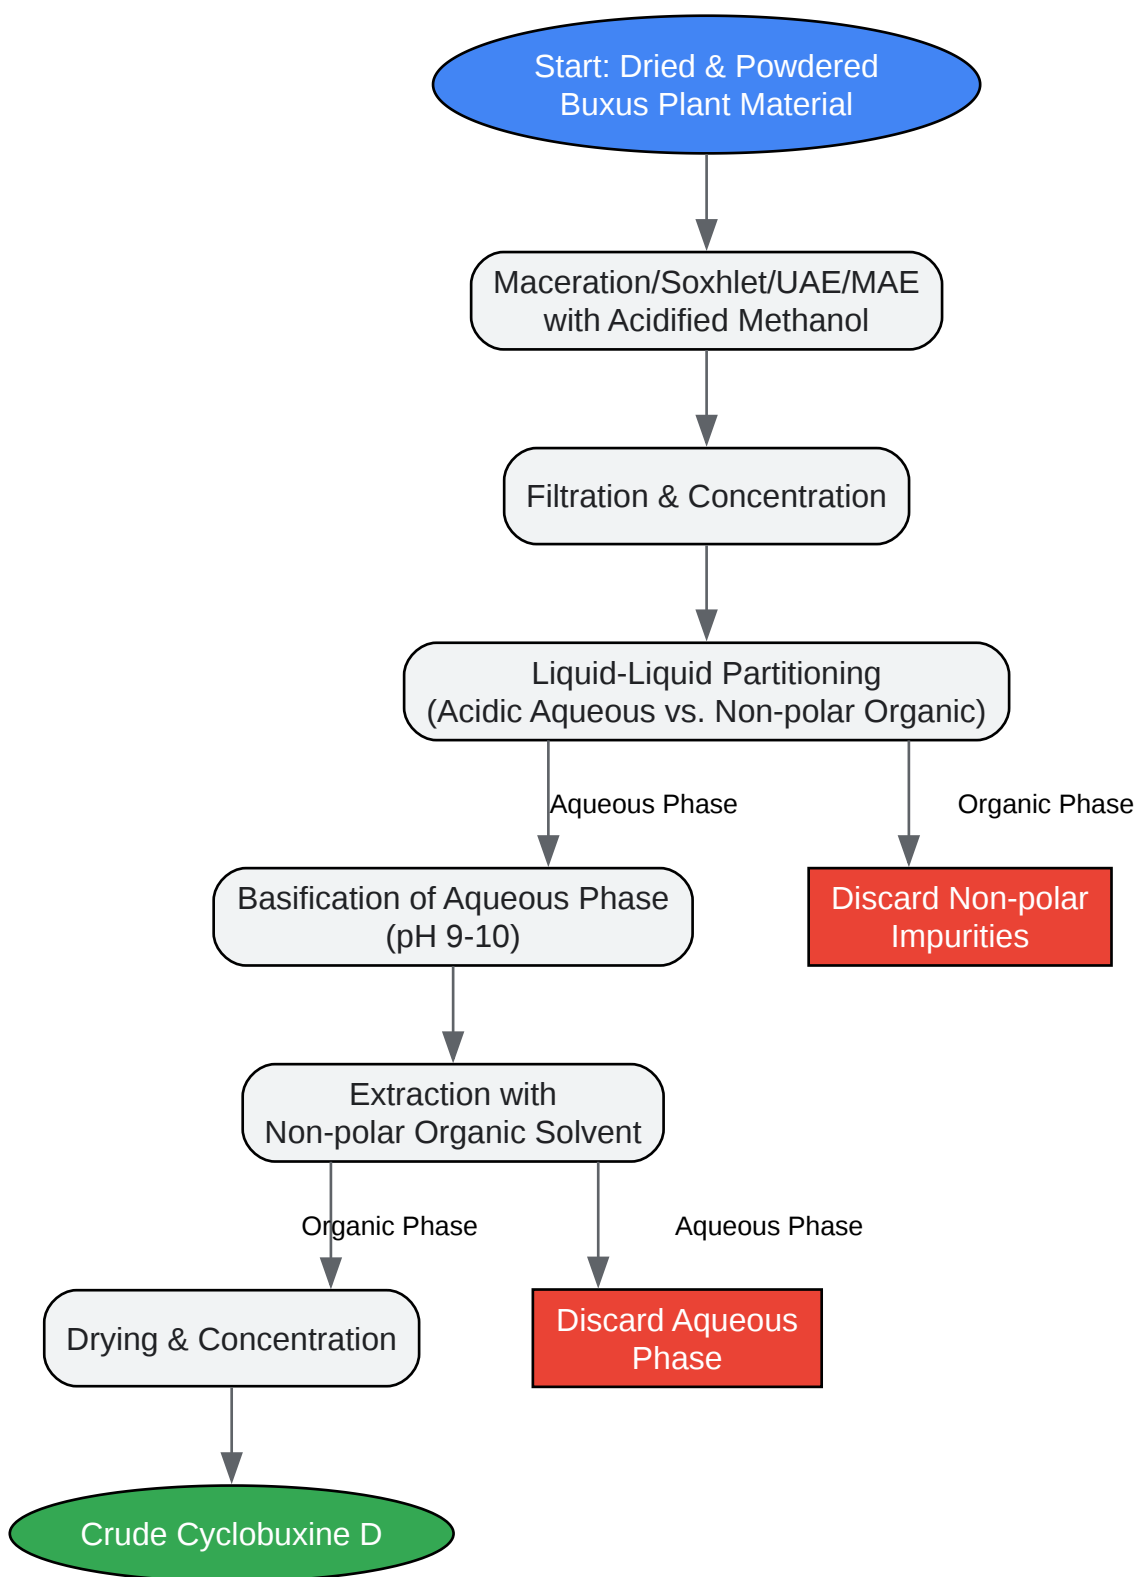 Start: Dried & Powdered
Buxus Plant Material
Maceration/Soxhlet/UAE/MAE
with Acidified Methanol
Filtration & Concentration
Liquid-Liquid Partitioning
(Acidic Aqueous vs. Non-polar Organic)
Aqueous Phase
Organic Phase
Basification of Aqueous Phase
(pH 9-10)
Discard Non-polar
Impurities
Extraction with
Non-polar Organic Solvent
Organic Phase
Aqueous Phase
Drying & Concentration
Discard Aqueous
Phase
Crude Cyclobuxine D